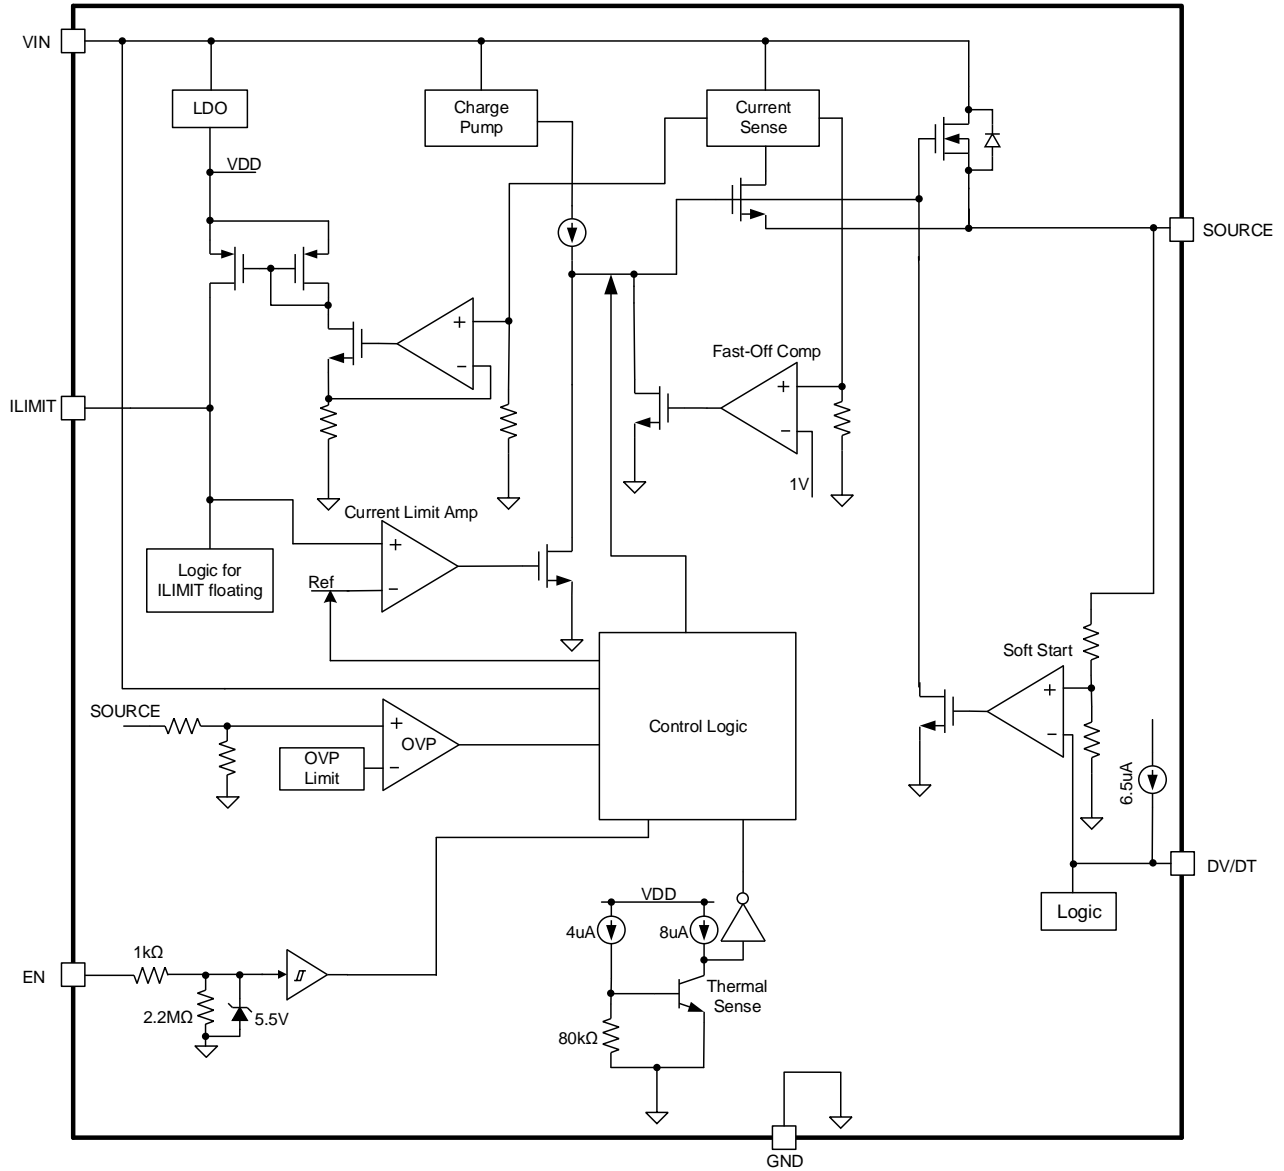 VIN
LDO
Charge
Pump
Current
Sense
VDD
SOURCE
+
−
Fast-Off Comp
+
−
1V
ILIMIT
Current Limit Amp
+
−
Ref
Logic for
ILIMIT floating
Soft Start
+
−
Control Logic
SOURCE
+
OVP
−
OVP
Limit
6.5uA
DV/DT
Logic
VDD
4uA
8uA
Thermal
Sense
80kΩ
EN
1kΩ
2.2MΩ
5.5V
GND